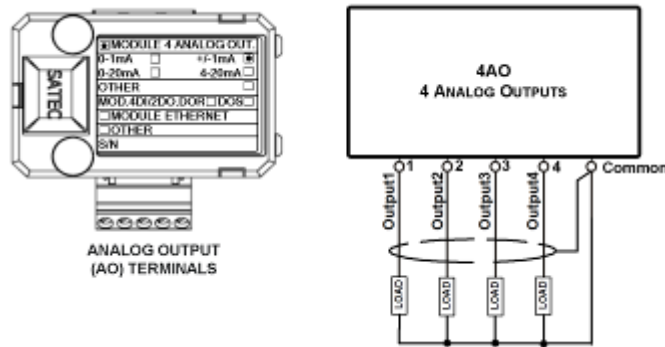 MODULE 4 ANALOG OUT.
0-1mA +/-1mA
0-20mA 4-20mA
OTHER
MOD.4DI/2DO.DOR DOS
MODULE ETHERNET
OTHER
S/N
SATEC
ANALOG OUTPUT
(AO) TERMINALS
4AO
4 ANALOG OUTPUTS
1 2 3 4 Common
Output1 Output2 Output3 Output4
LOAD LOAD LOAD LOAD